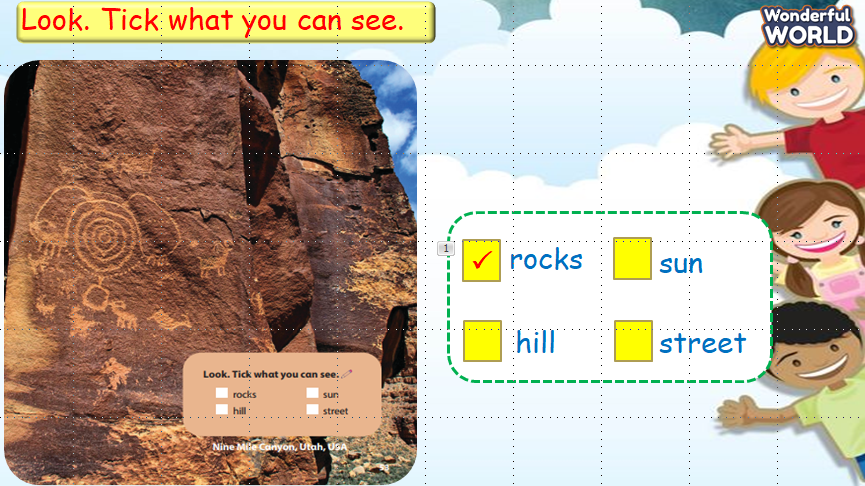 Look. Tick what you can see.
Wonderful
WORLD
1
rocks
sun
hill
street
Look. Tick what you can see.
rocks
sun
hill
street
Nine Mile Canyon, Utah, USA